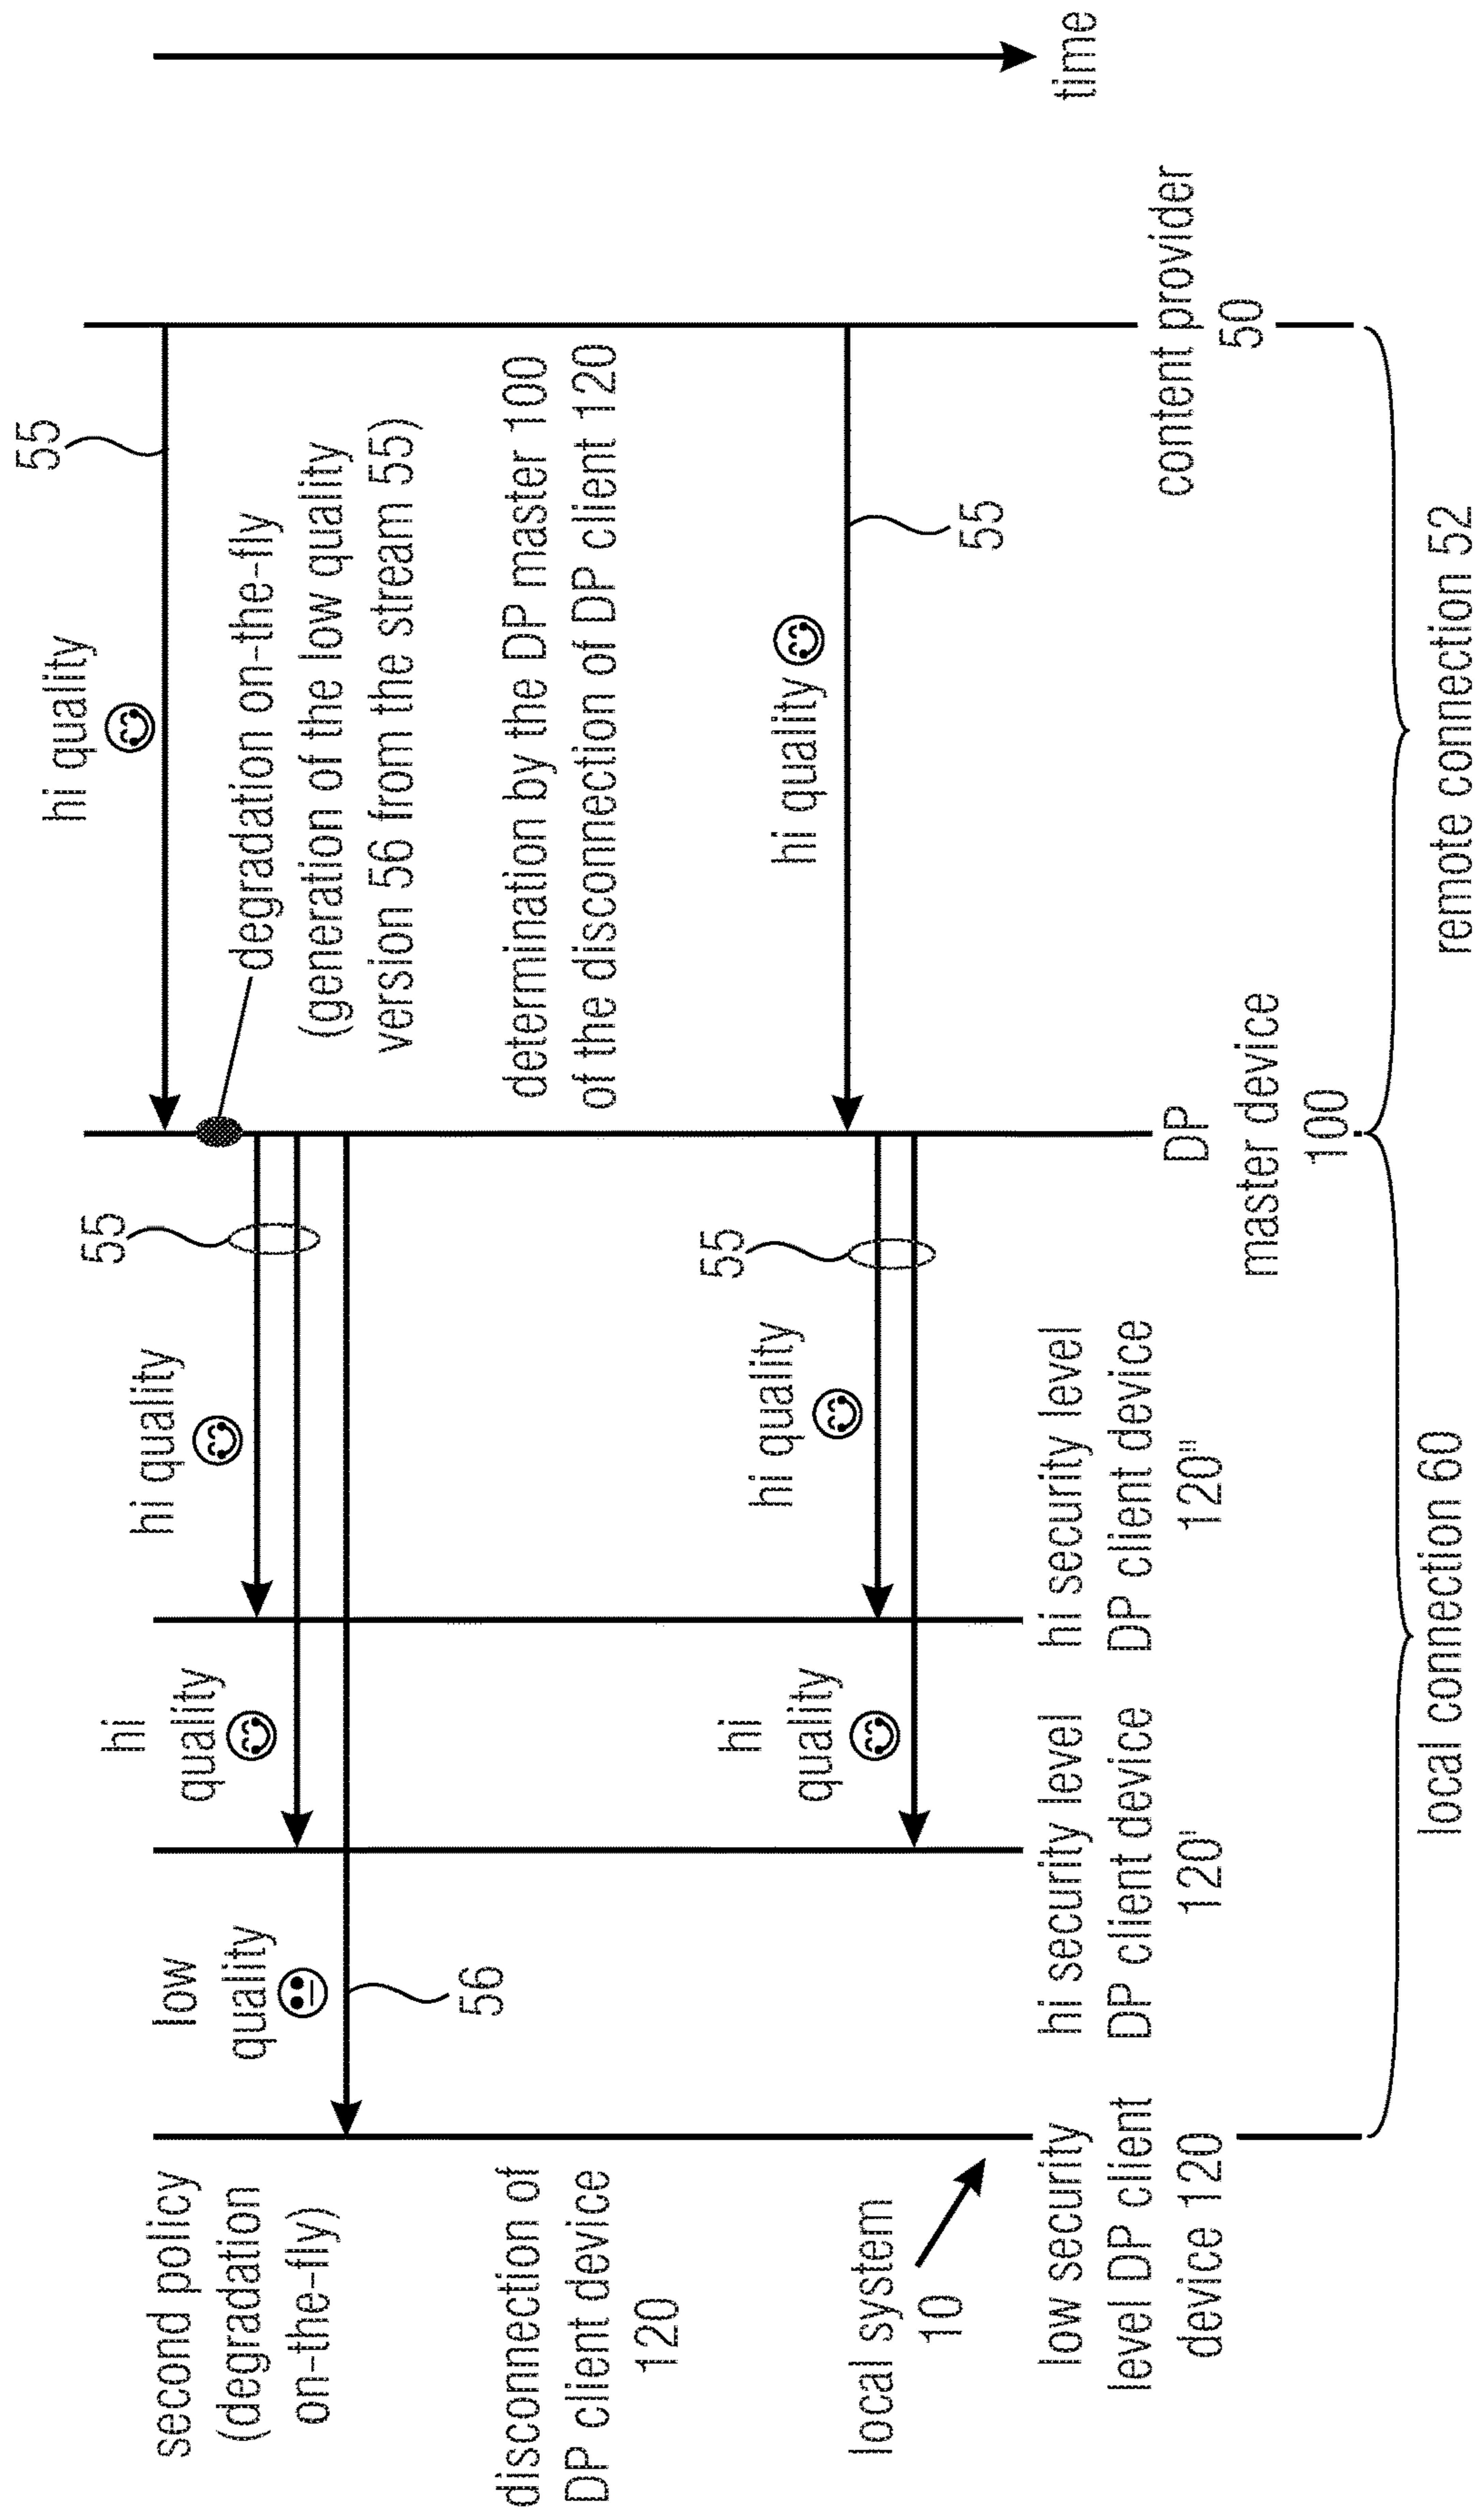 55
hi quality
degradation on-the-fly
(generation of the low quality
version 56 from the stream 55)
55
hi quality
hi
quality
low
quality
56
second policy
(degradation
on-the-fly)
determination by the DP master 100
of the disconnection of DP client 120
disconnection of
DP client device
120
hi quality
55
55
hi quality
hi
quality
local system
10
low security
level DP client
device 120
hi security level
DP client device
120'
hi security level
DP client device
120"
DP
master device
100
content provider
50
time
local connection 60
remote connection 52